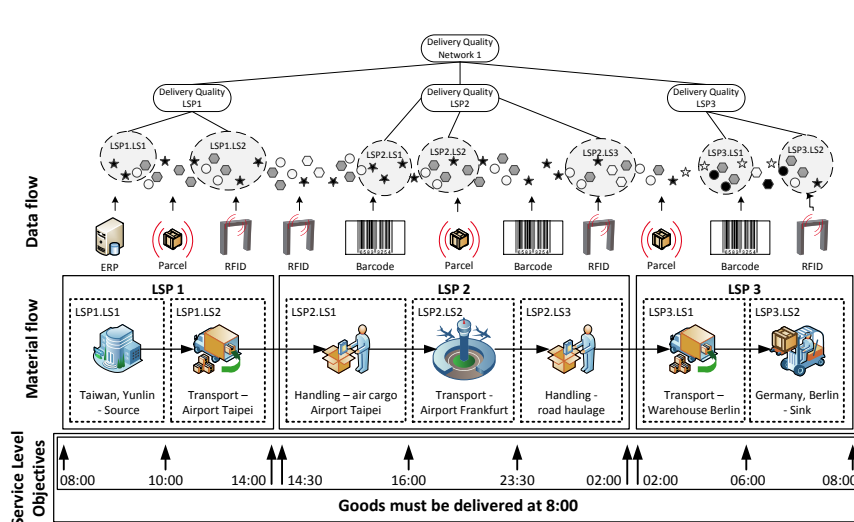 Delivery Quality
Network 1
Delivery Quality
LSP1
Delivery Quality
LSP2
Delivery Quality
LSP3
LSP1.LS1
LSP1.LS2
LSP2.LS1
LSP2.LS2
LSP2.LS3
LSP3.LS1
LSP3.LS2
Data flow
ERP
Parcel
RFID
RFID
Barcode
Parcel
Barcode
RFID
Parcel
Barcode
RFID
Material flow
LSP 1
LSP 2
LSP 3
LSP1.LS1
Taiwan, Yunlin
- Source
LSP1.LS2
Transport –
Airport Taipei
LSP2.LS1
Handling – air cargo
Airport Taipei
LSP2.LS2
Transport -
Airport Frankfurt
LSP2.LS3
Handling -
road haulage
LSP3.LS1
Transport –
Warehouse Berlin
LSP3.LS2
Germany, Berlin
- Sink
Service Level
Objectives
08:00
10:00
14:00
14:30
16:00
23:30
02:00
02:00
06:00
08:00
Goods must be delivered at 8:00